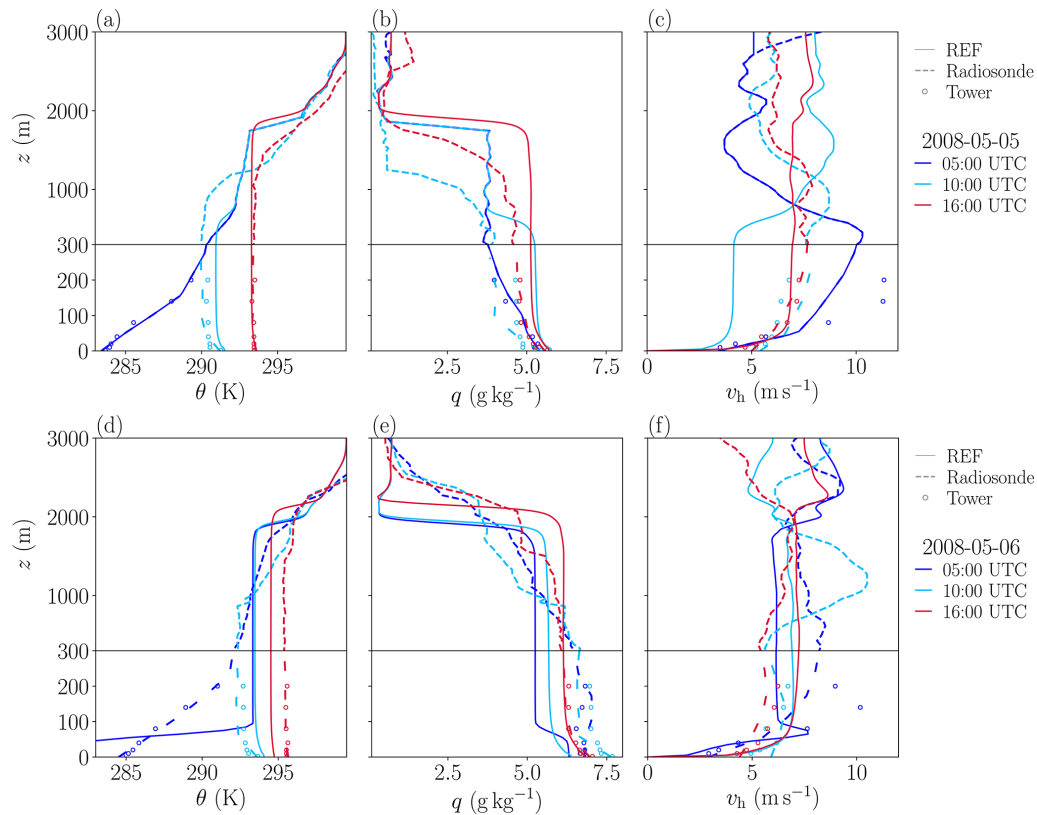 (a) (b) (c)
3000 2000 1000 300 200 100 0
z (m)
285 290 295
θ (K)
2.5 5.0 7.5
q (g kg⁻¹)
0 5 10
v_h (m s⁻¹)
REF
Radiosonde
Tower
2008-05-05
05:00 UTC
10:00 UTC
16:00 UTC
(d) (e) (f)
3000 2000 1000 300 200 100 0
z (m)
285 290 295
θ (K)
2.5 5.0 7.5
q (g kg⁻¹)
0 5 10
v_h (m s⁻¹)
REF
Radiosonde
Tower
2008-05-06
05:00 UTC
10:00 UTC
16:00 UTC